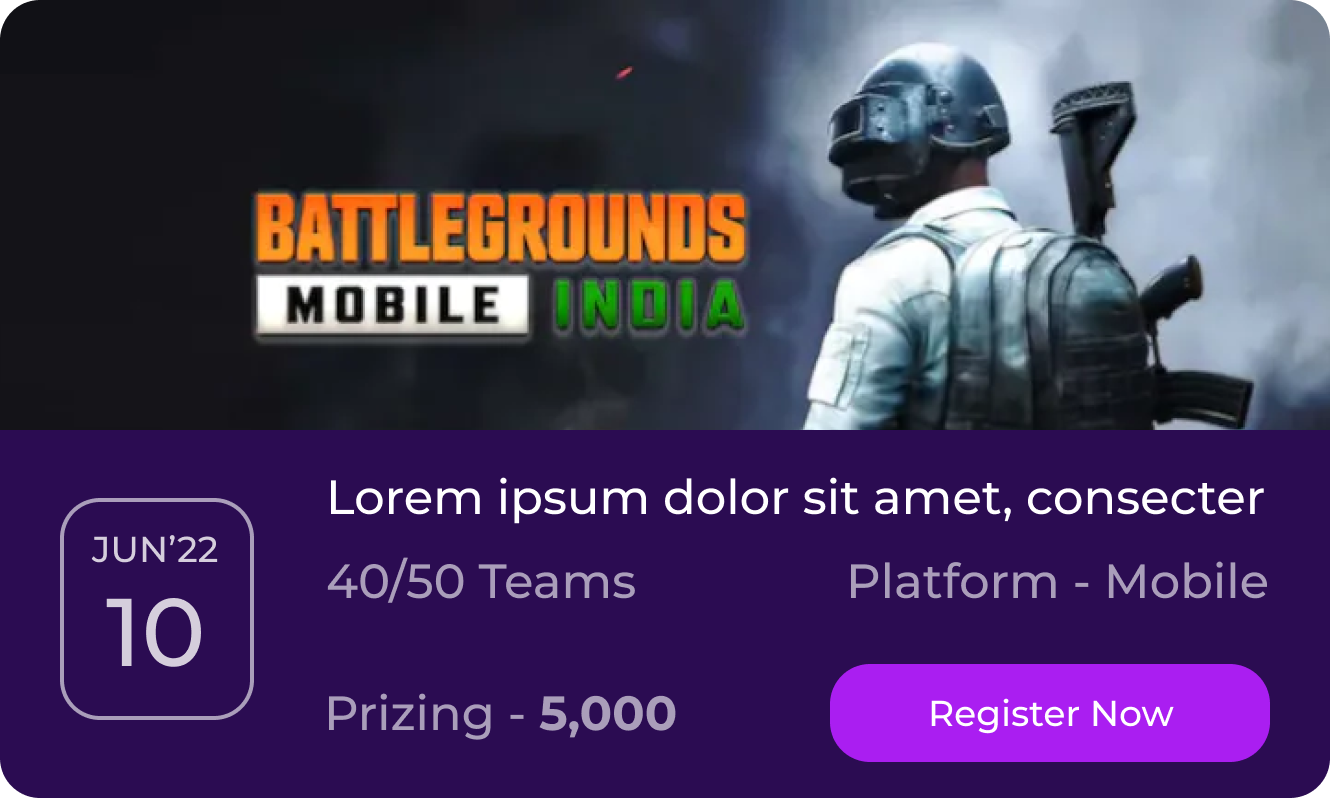 BATTLEGROUNDS
MOBILE INDIA
Lorem ipsum dolor sit amet, consecter
JUN’22
10
40/50 Teams
Platform - Mobile
Prizing - 5,000
Register Now